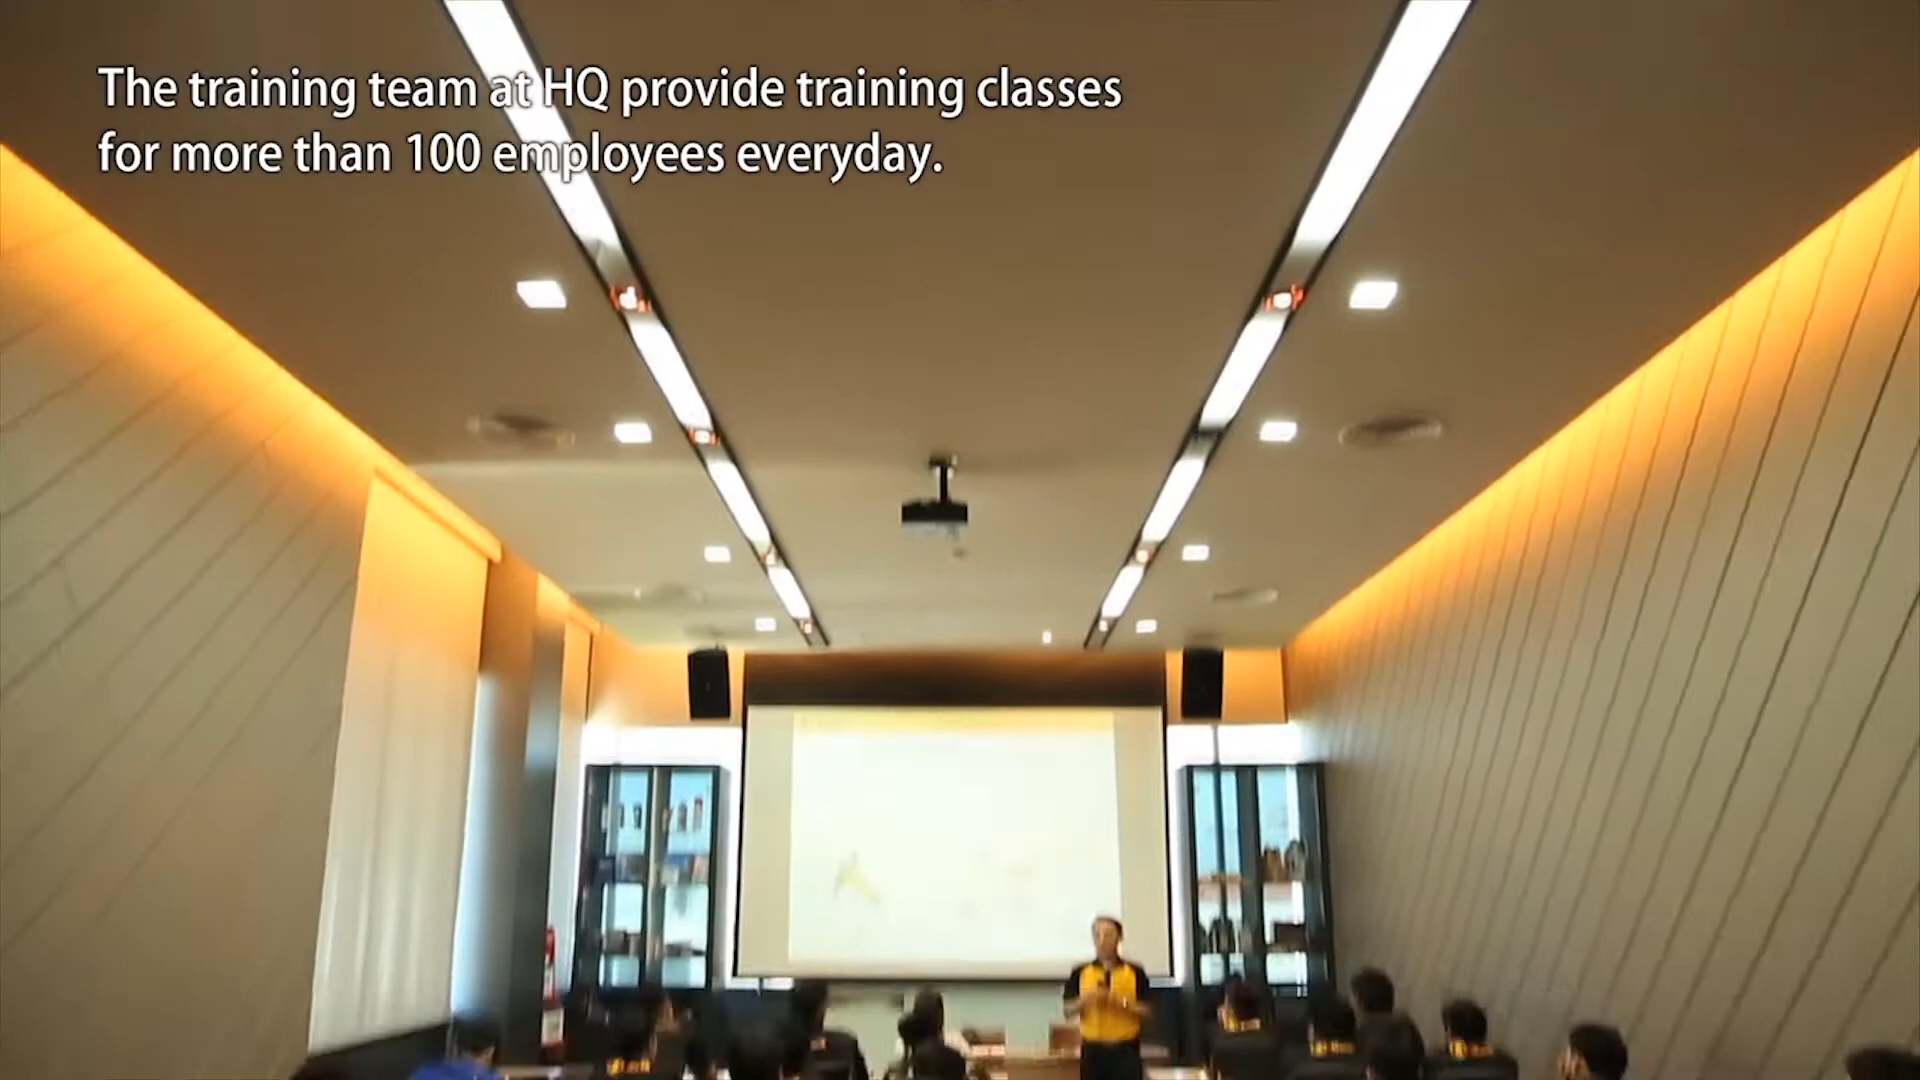 The training team at HQ provide training classes
for more than 100 employees everyday.